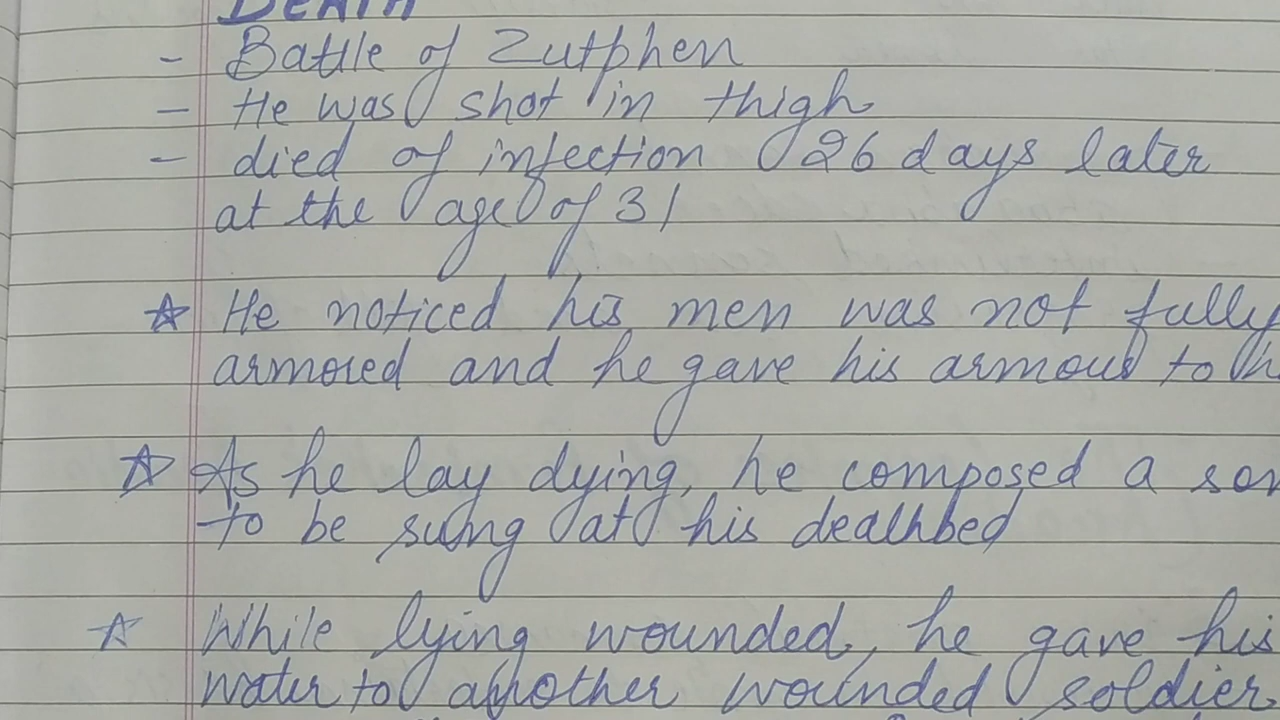 DEATH
- Battle of Zutphen
- He was shot in thigh
- died of infection 26 days later
at the age of 31
☆ He noticed his men was not fully
armored and he gave his armour to
☆ As he lay dying, he composed a
to be sung at his deathbed
☆ While lying wounded, he gave his
water to another wounded soldier.